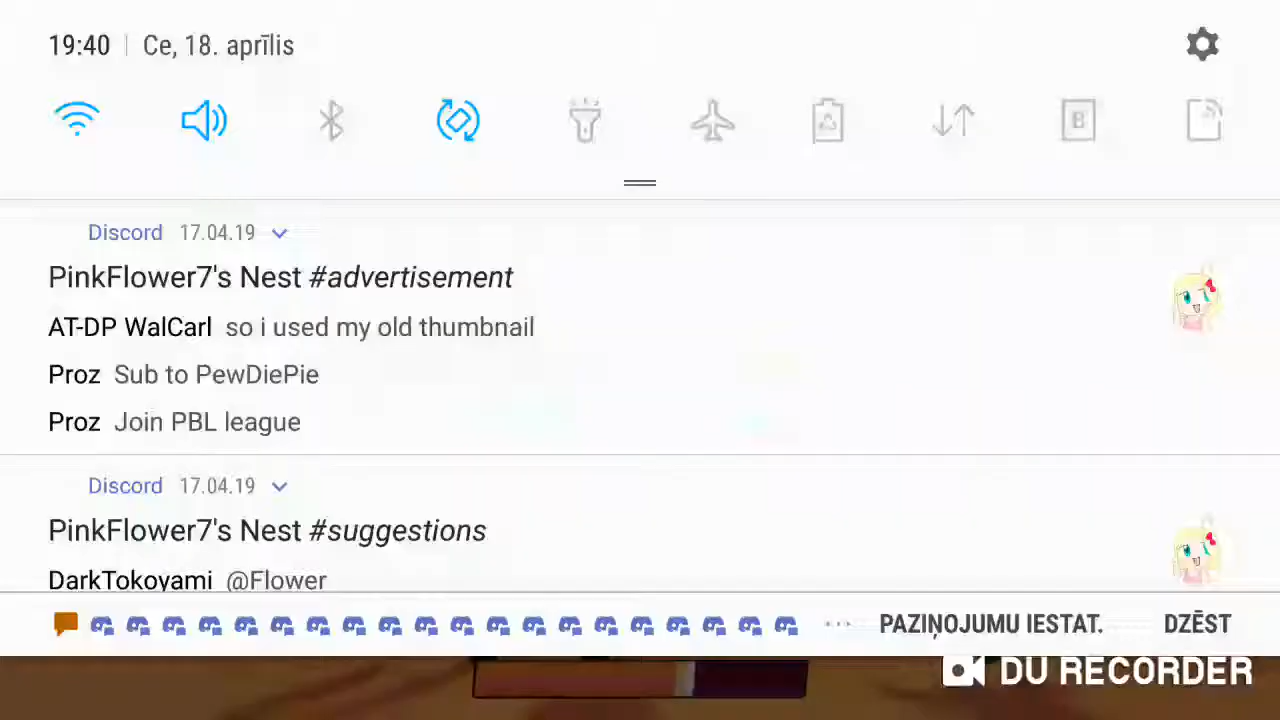 19:40 | Ce, 18. aprīlis
B
Discord 17.04.19
PinkFlower7's Nest #advertisement
AT-DP WalCarl so i used my old thumbnail
Proz Sub to PewDiePie
Proz Join PBL league
Discord 17.04.19
PinkFlower7's Nest #suggestions
DarkTokoyami @Flower
... PAZIŅOJUMU IESTAT. DZĒST
DU RECORDER